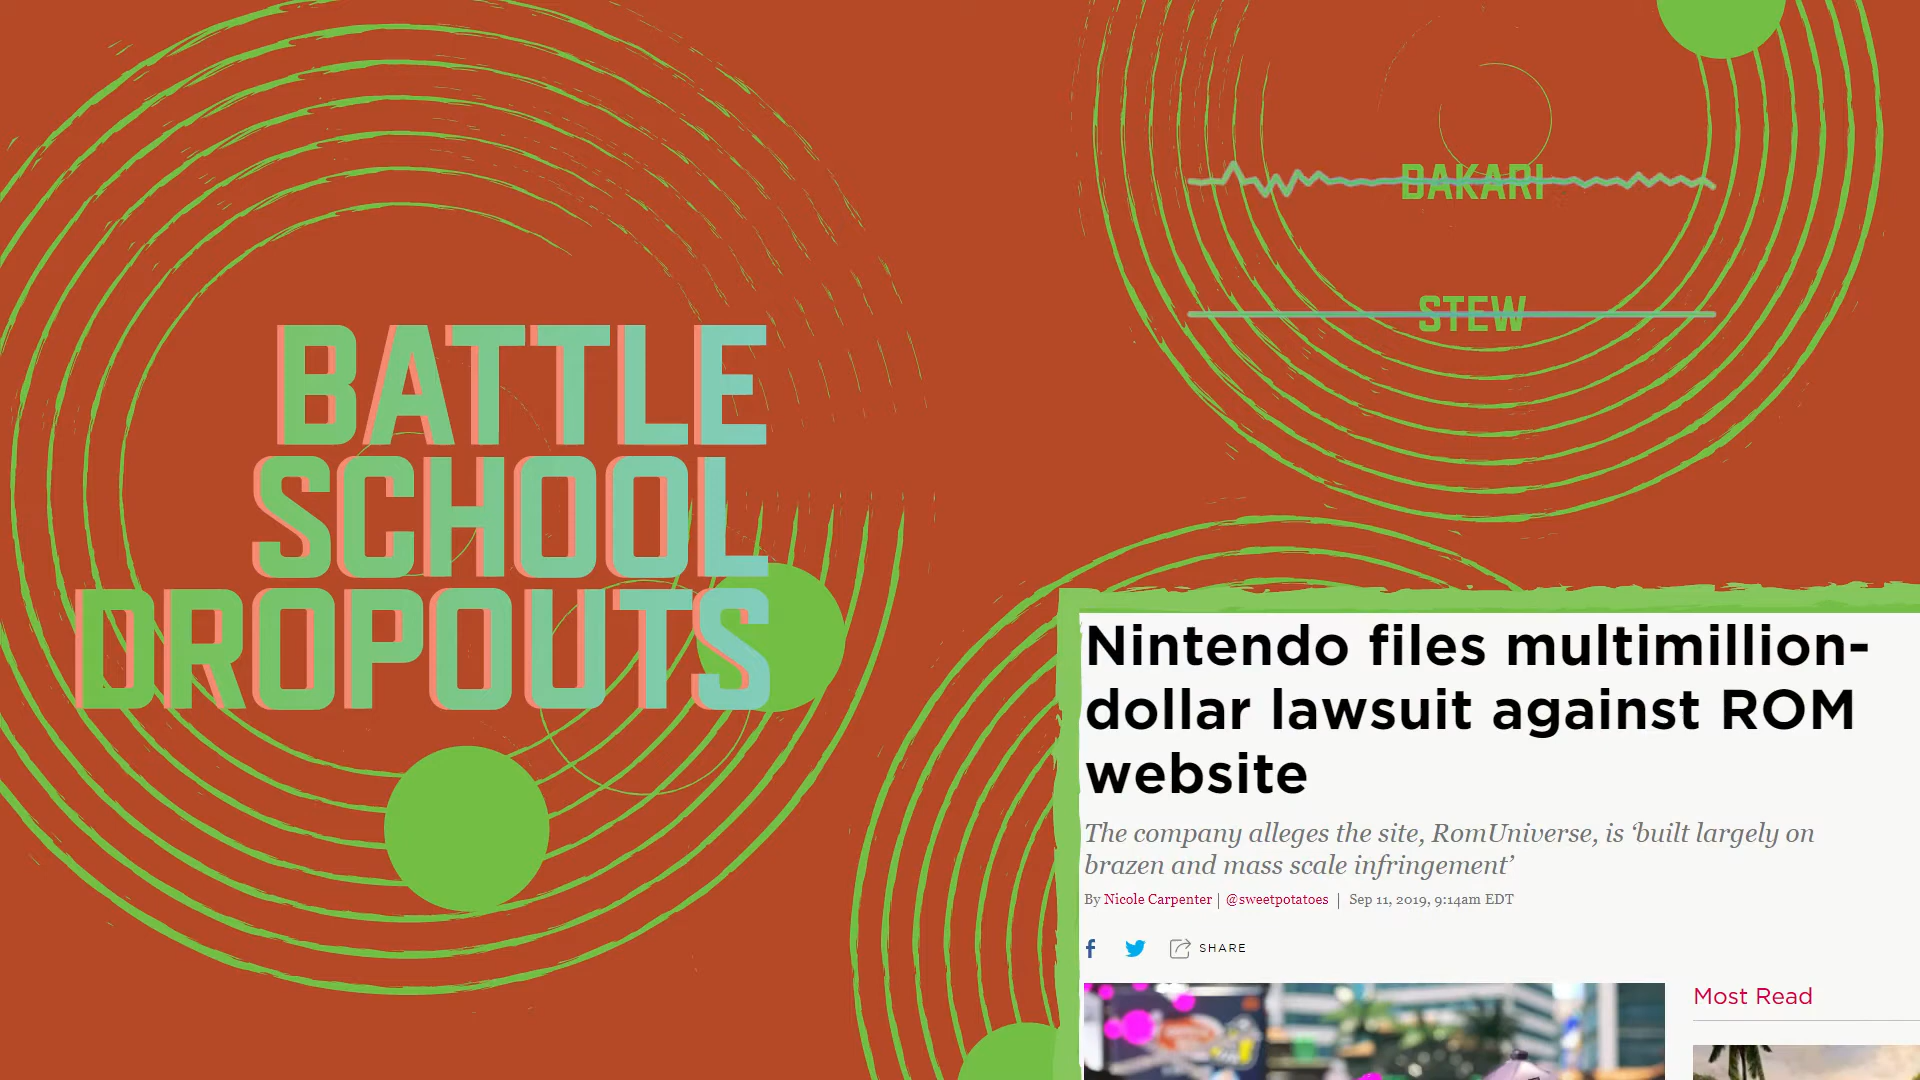 BATTLE
SCHOOL
DROPOUTS
BAKARI
STEW
Nintendo files multimillion-
dollar lawsuit against ROM
website
The company alleges the site, RomUniverse, is ‘built largely on
brazen and mass scale infringement’
By Nicole Carpenter | @sweetpotatoes | Sep 11, 2019, 9:14am EDT
SHARE
Most Read